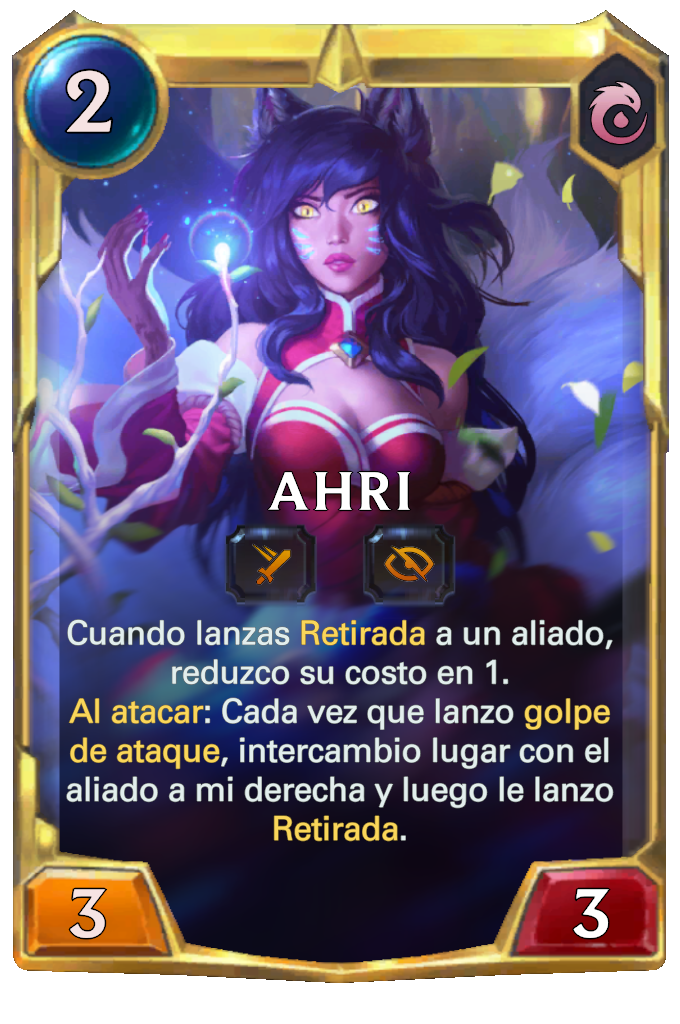 2
AHRI
Cuando lanzas Retirada a un aliado,
reduzco su costo en 1.
Al atacar: Cada vez que lanzo golpe
de ataque, intercambio lugar con el
aliado a mi derecha y luego le lanzo
Retirada.
3
3